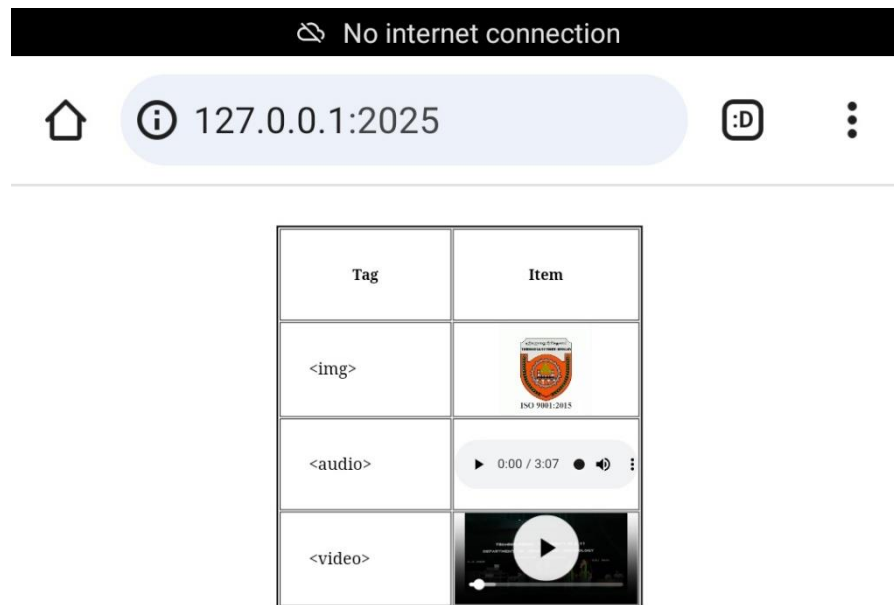 No internet connection
127.0.0.1:2025
:D
Tag Item
<img>
ISO 9001:2015
<audio> 0:00 / 3:07
<video>